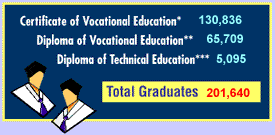 Certificate of Vocational Education* 130,836
Diploma of Vocational Education** 65,709
Diploma of Technical Education*** 5,095
Total Graduates 201,640